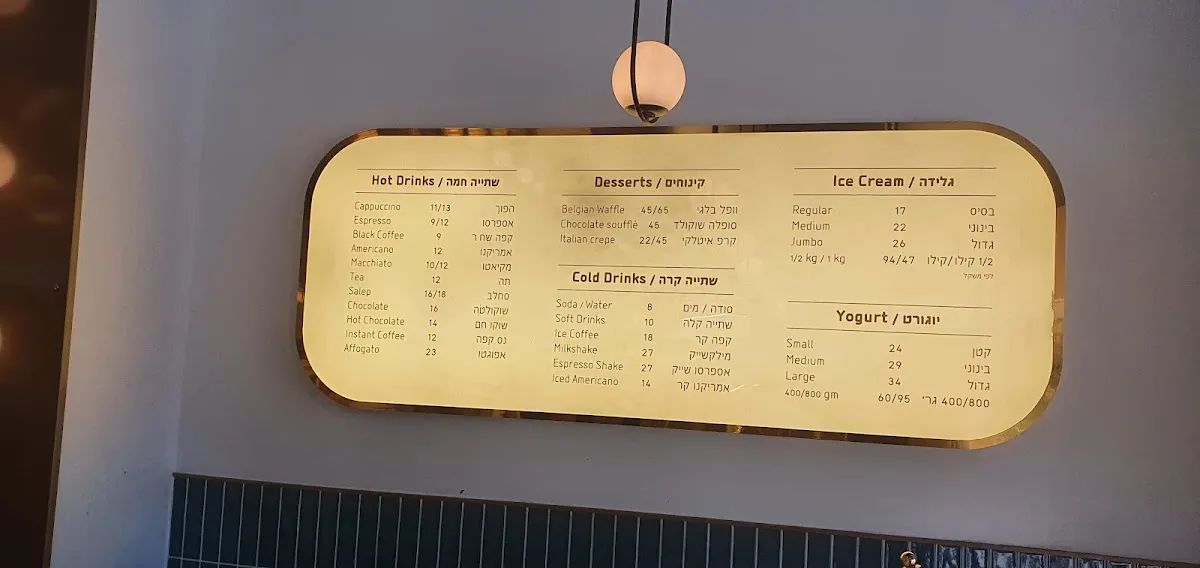 Hot Drinks / שתייה חמה
Cappuccino 11/13 הפוך
Espresso 9/12 אספרסו
Black Coffee 9 קפה שחר
Americano 12 אמריקנו
Macchiato 10/12 מקיאטו
Tea 12 תה
Salep 16/18 סחלב
Chocolate 16 שוקולטה
Hot Chocolate 14 שוקו חם
Instant Coffee 12 נס קפה
Affogato 23 אפוגטו
Desserts / קינוחים
Belgian Waffle 45/65 וופל בלגי
Chocolate soufflé 45 סופלה שוקולד
Italian crepe 22/45 קרפ איטלקי
Cold Drinks / שתייה קרה
Soda / Water 8 סודה / מים
Soft Drinks 10 שתייה קלה
Ice Coffee 18 קפה קר
Milkshake 27 מילקשייק
Espresso Shake 27 אספרסו שייק
Iced Americano 14 אמריקנו קר
Ice Cream / גלידה
Regular 17 בסיס
Medium 22 בינוני
Jumbo 26 גדול
1/2 kg / 1 kg 94/47 1/2 קילו /קילו
לפי משקל
Yogurt / יוגורט
Small 24 קטן
Medium 29 בינוני
Large 34 גדול
400/800 gm 60/95 400/800 גר'